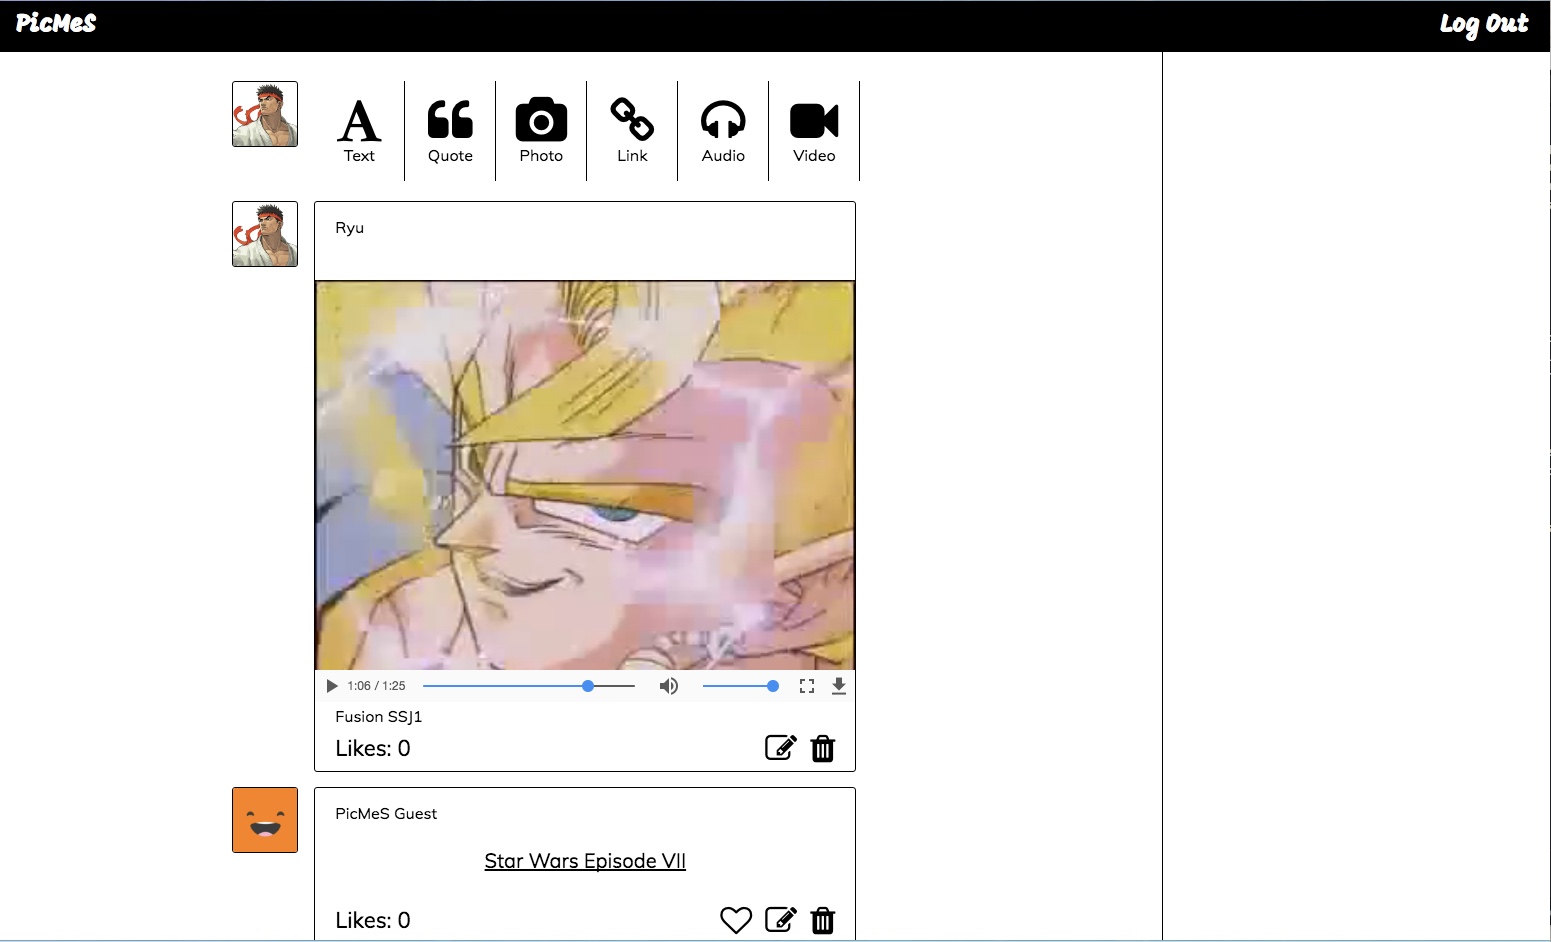 PicMeS
Log Out
Text
Quote
Photo
Link
Audio
Video
Ryu
1:06 / 1:25
Fusion SSJ1
Likes: 0
PicMeS Guest
Star Wars Episode VII
Likes: 0